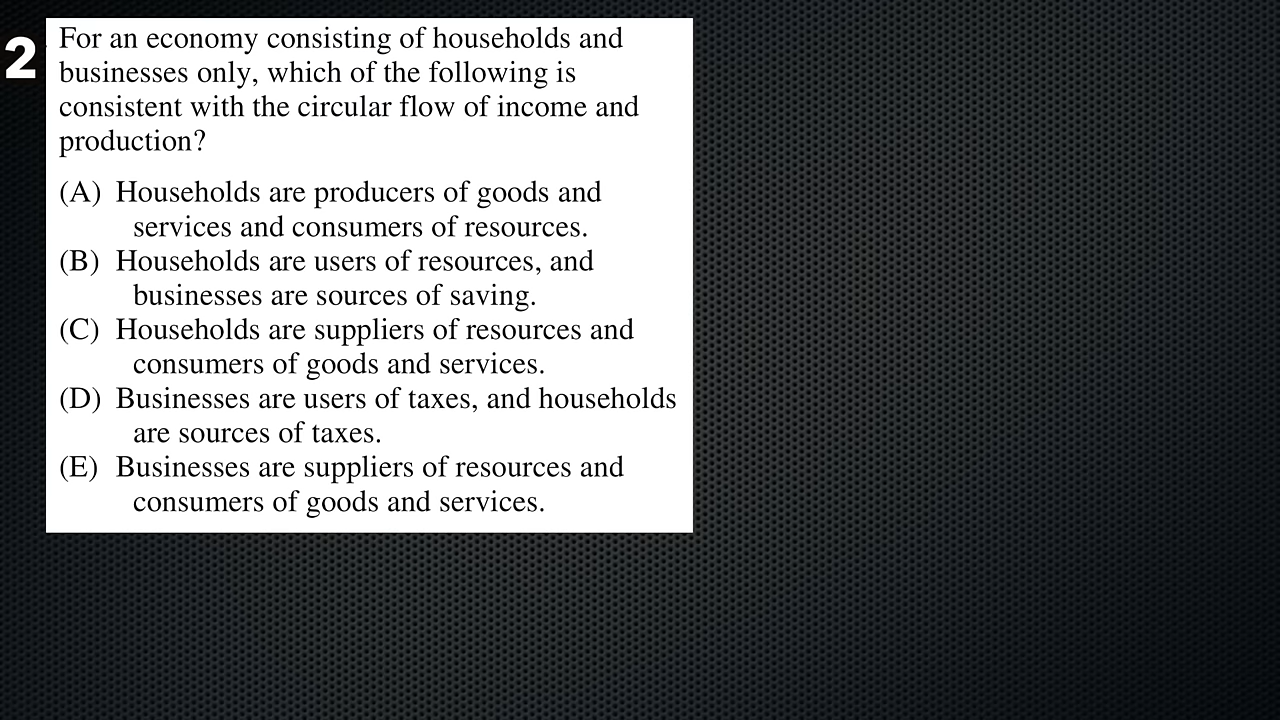 2
For an economy consisting of households and
businesses only, which of the following is
consistent with the circular flow of income and
production?
(A) Households are producers of goods and
services and consumers of resources.
(B) Households are users of resources, and
businesses are sources of saving.
(C) Households are suppliers of resources and
consumers of goods and services.
(D) Businesses are users of taxes, and households
are sources of taxes.
(E) Businesses are suppliers of resources and
consumers of goods and services.